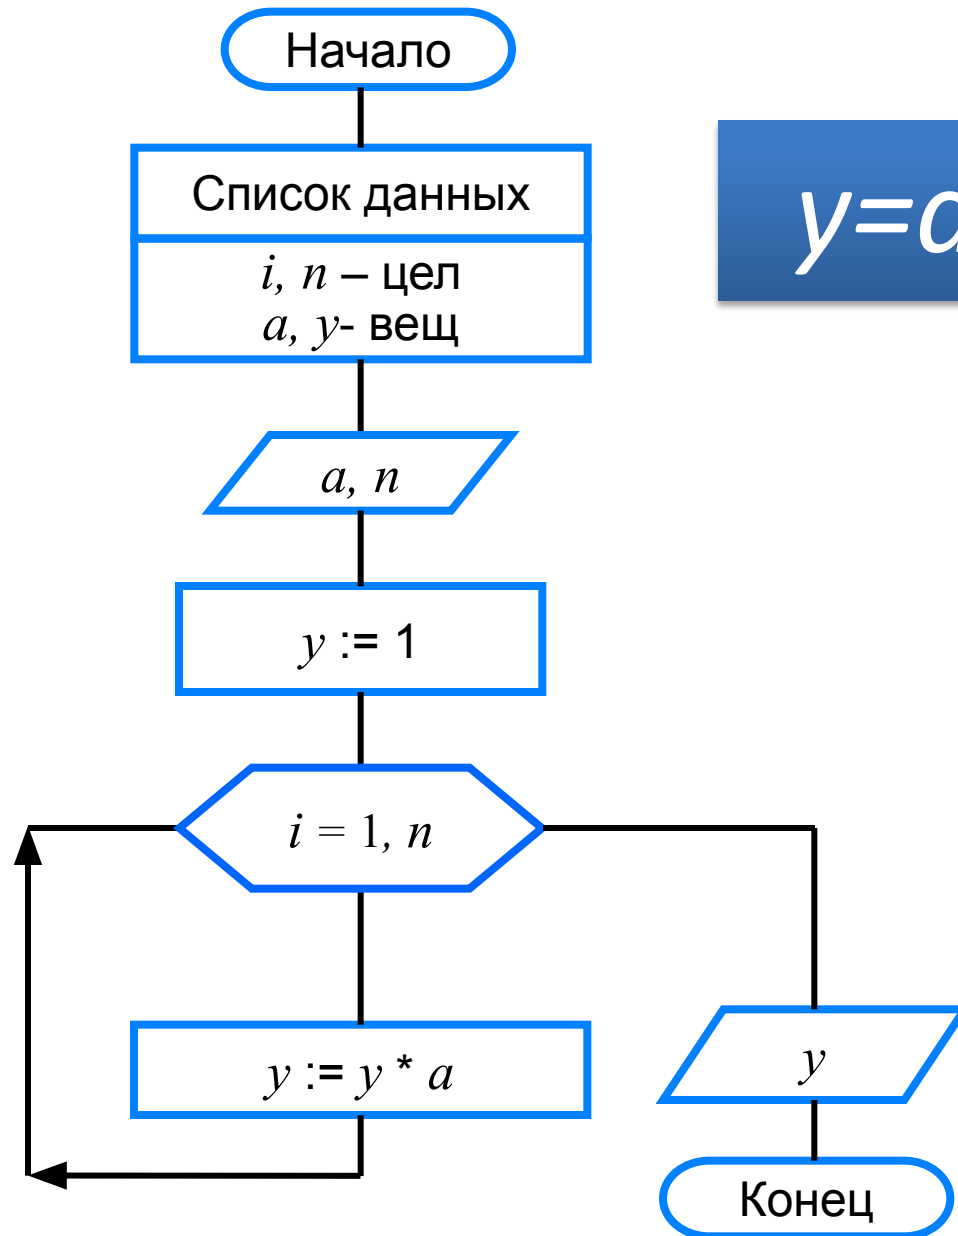 Начало
Список данных
i, n – цел
a, y- вещ
a, n
y := 1
i = 1, n
y := y * a
y=a
y
Конец